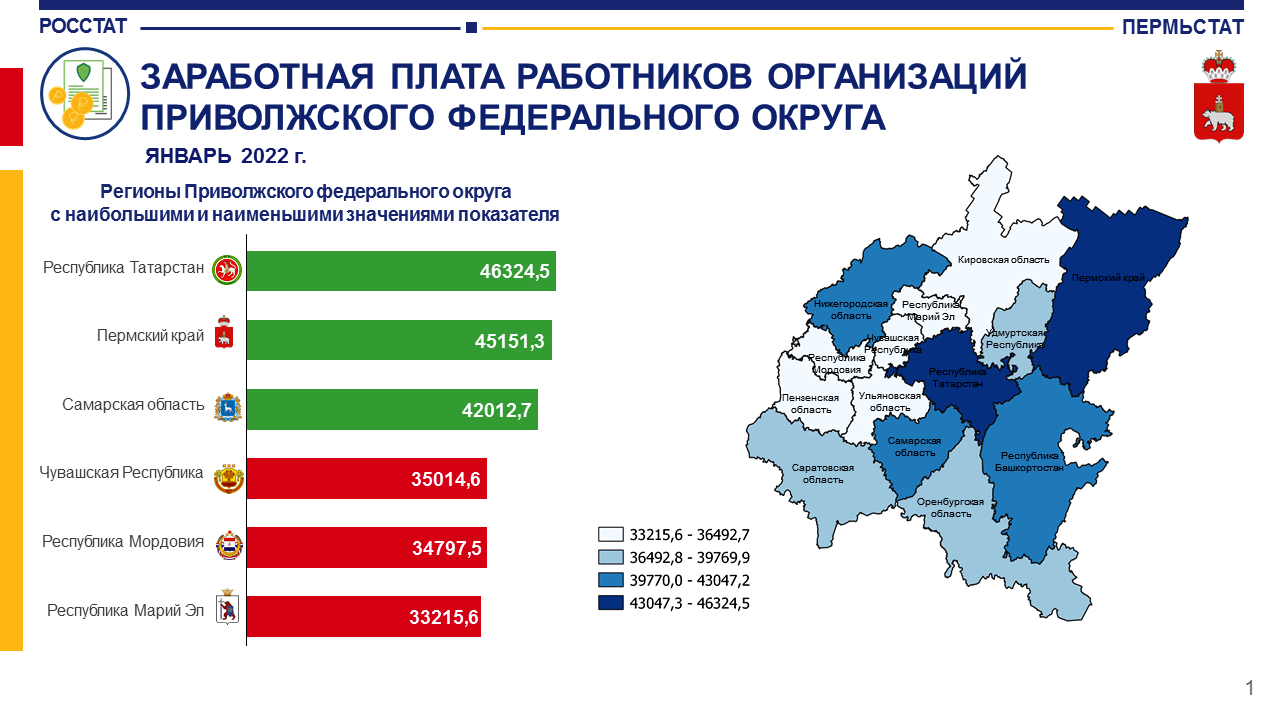 РОССТАТ
ПЕРМЬСТАТ
ЗАРАБОТНАЯ ПЛАТА РАБОТНИКОВ ОРГАНИЗАЦИЙ
ПРИВОЛЖСКОГО ФЕДЕРАЛЬНОГО ОКРУГА
ЯНВАРЬ 2022 г.
Регионы Приволжского федерального округа
с наибольшими и наименьшими значениями показателя
Республика Татарстан
46324,5
Пермский край
45151,3
Самарская область
42012,7
Чувашская Республика
35014,6
Республика Мордовия
34797,5
Республика Марий Эл
33215,6
Кировская область
Пермский край
Нижегородская
область
Республика
Марий Эл
Удмуртская
Республика
Чувашская
Республика
Республика
Мордовия
Республика
Татарстан
Пензенская
область
Ульяновская
область
Самарская
область
Республика
Башкортостан
Саратовская
область
Оренбургская
область
33215,6 - 36492,7
36492,8 - 39769,9
39770,0 - 43047,2
43047,3 - 46324,5
1